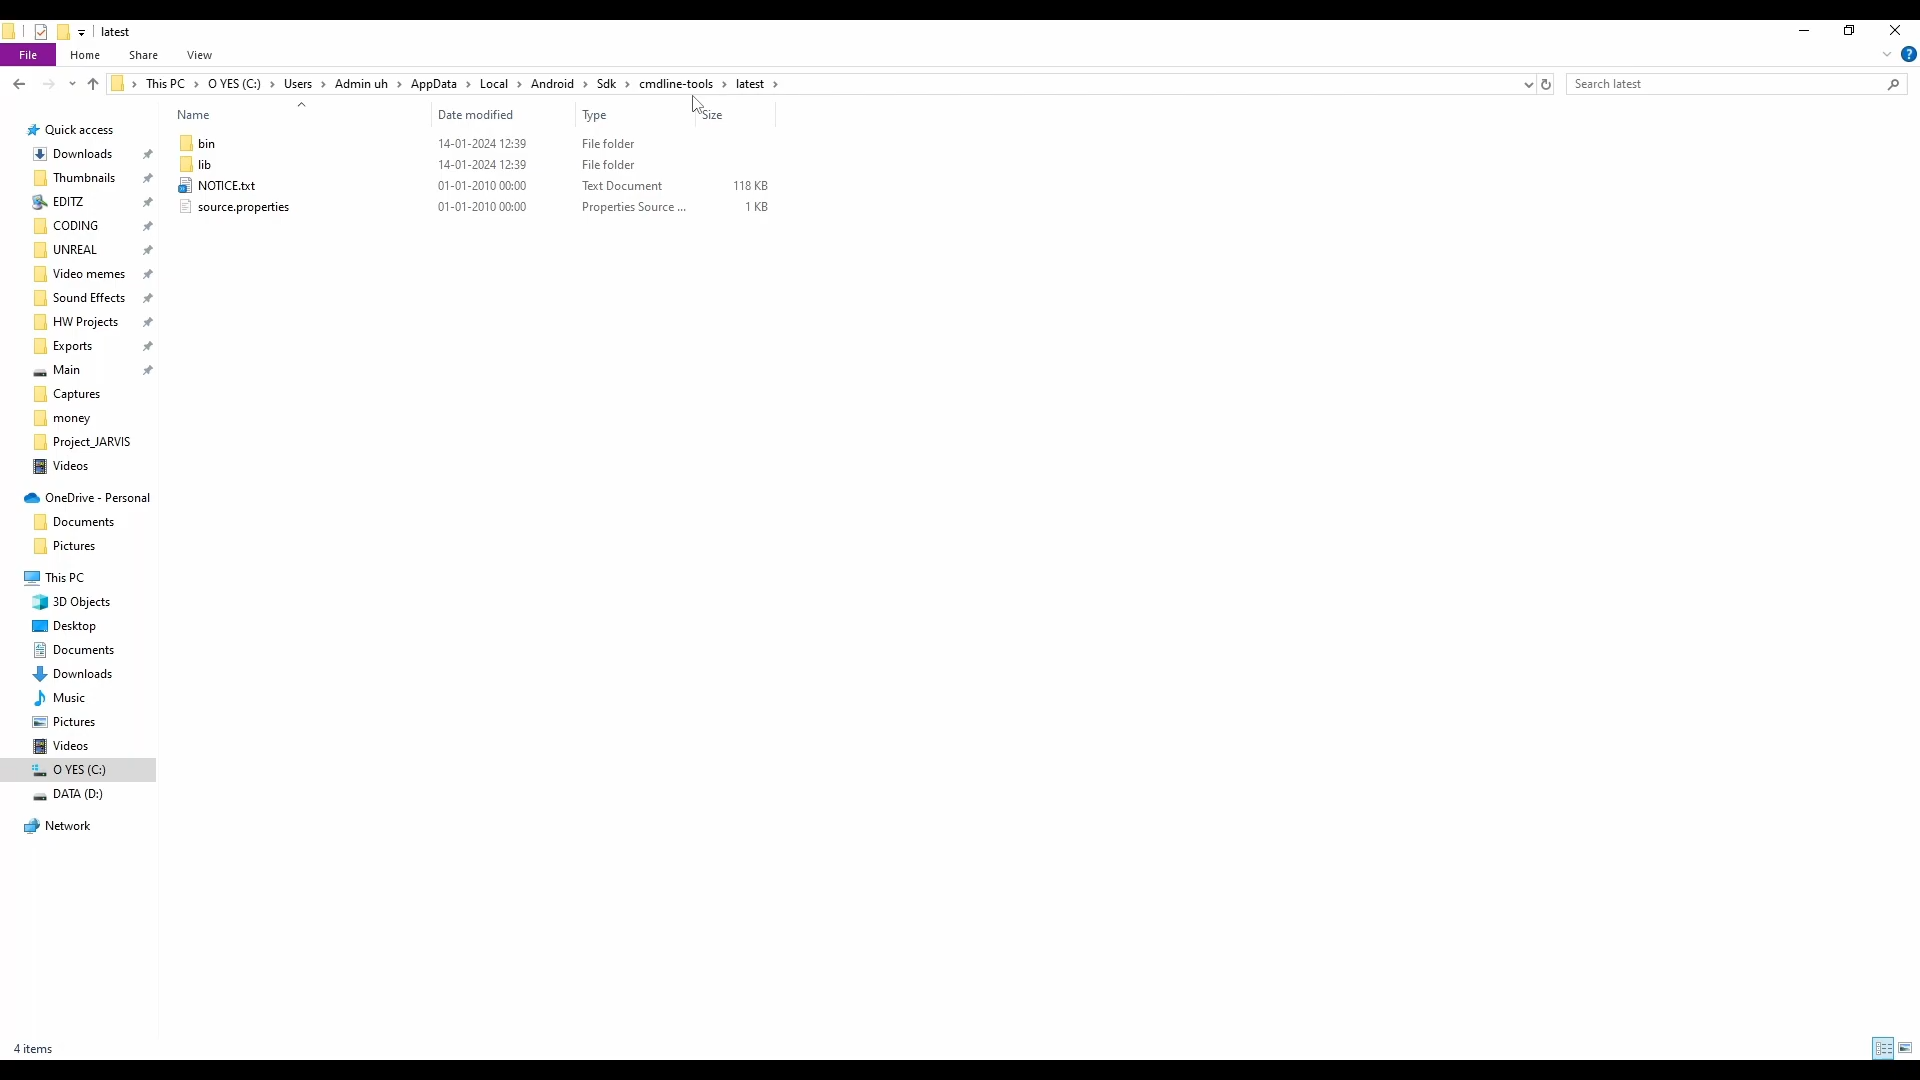 latest
File Home Share View
This PC O YES (C:) Users Admin uh AppData Local Android Sdk cmdline-tools latest
Search latest
Name Date modified Type Size
bin 14-01-2024 12:39 File folder
lib 14-01-2024 12:39 File folder
NOTICE.txt 01-01-2010 00:00 Text Document 118 KB
source.properties 01-01-2010 00:00 Properties Source ... 1 KB
Quick access
Downloads
Thumbnails
EDITZ
CODING
UNREAL
Video memes
Sound Effects
HW Projects
Exports
Main
Captures
money
Project_JARVIS
Videos
OneDrive - Personal
Documents
Pictures
This PC
3D Objects
Desktop
Documents
Downloads
Music
Pictures
Videos
O YES (C:)
DATA (D:)
Network
4 items